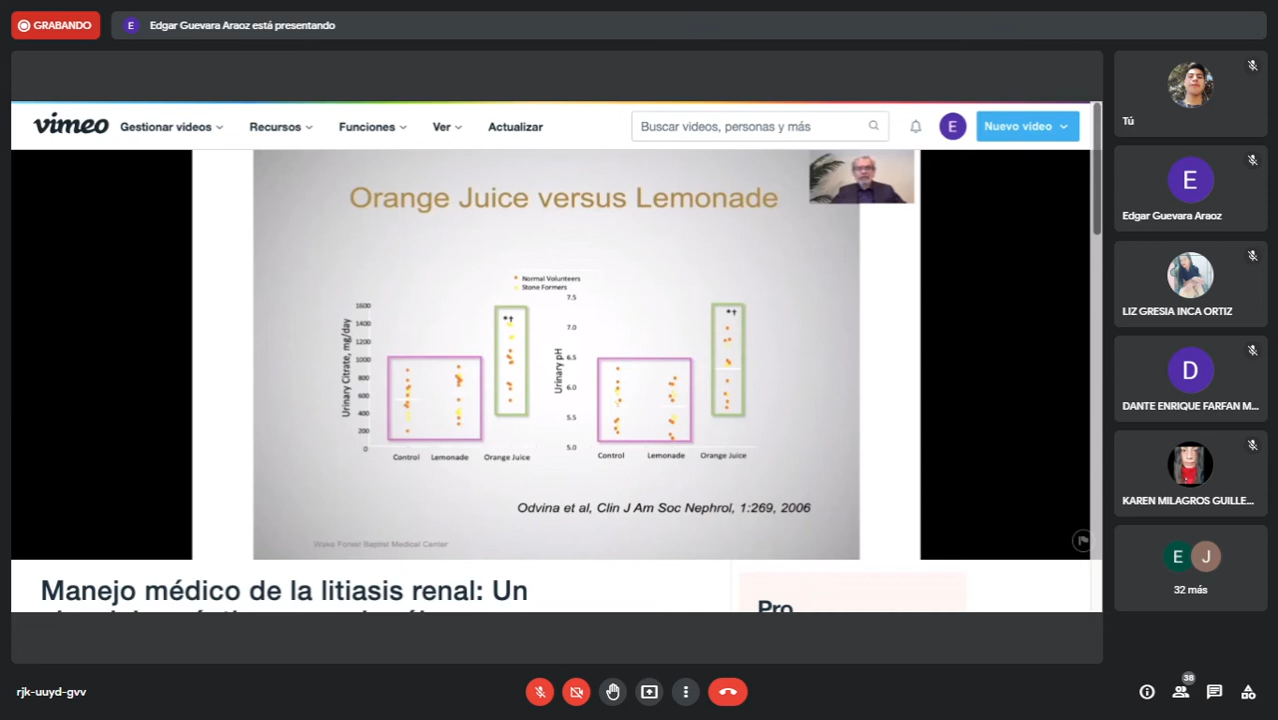 GRABANDO
E
Edgar Guevara Araoz está presentando
vimeo
Gestionar videos
Recursos
Funciones
Ver
Actualizar
Buscar videos, personas y más
E
Nuevo video
Orange Juice versus Lemonade
Normal Volunteers
Stone Formers
Urinary Citrate, mg/day
1600
1400
1200
1000
800
600
400
200
0
*†
Control
Lemonade
Orange Juice
Urinary pH
7.5
7.0
6.5
6.0
5.5
5.0
*†
Control
Lemonade
Orange Juice
Odvina et al, Clin J Am Soc Nephrol, 1:269, 2006
Wake Forest Baptist Medical Center
Manejo médico de la litiasis renal: Un
Pro
Tú
E
Edgar Guevara Araoz
LIZ GRESIA INCA ORTIZ
D
DANTE ENRIQUE FARFAN M...
KAREN MILAGROS GUILLE...
E
J
32 más
rjk-uuyd-gvv
38